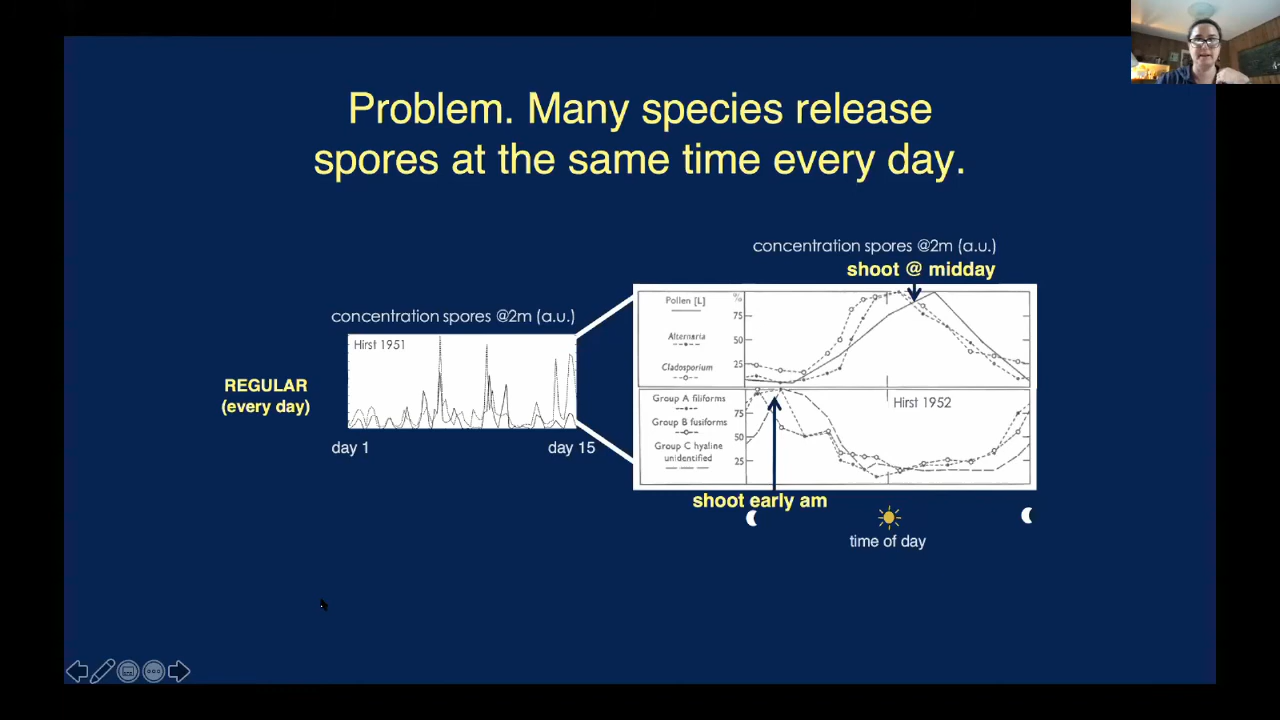 Problem. Many species release
spores at the same time every day.
concentration spores @2m (a.u.)
shoot @ midday
concentration spores @2m (a.u.)
Hirst 1951
REGULAR
(every day)
day 1
day 15
Pollen [L]
Alternaria
Cladosporium
%
75
50
25
Group A filiforms
Group B fusiforms
Group C hyaline
unidentified
75
50
25
Hirst 1952
shoot early am
time of day